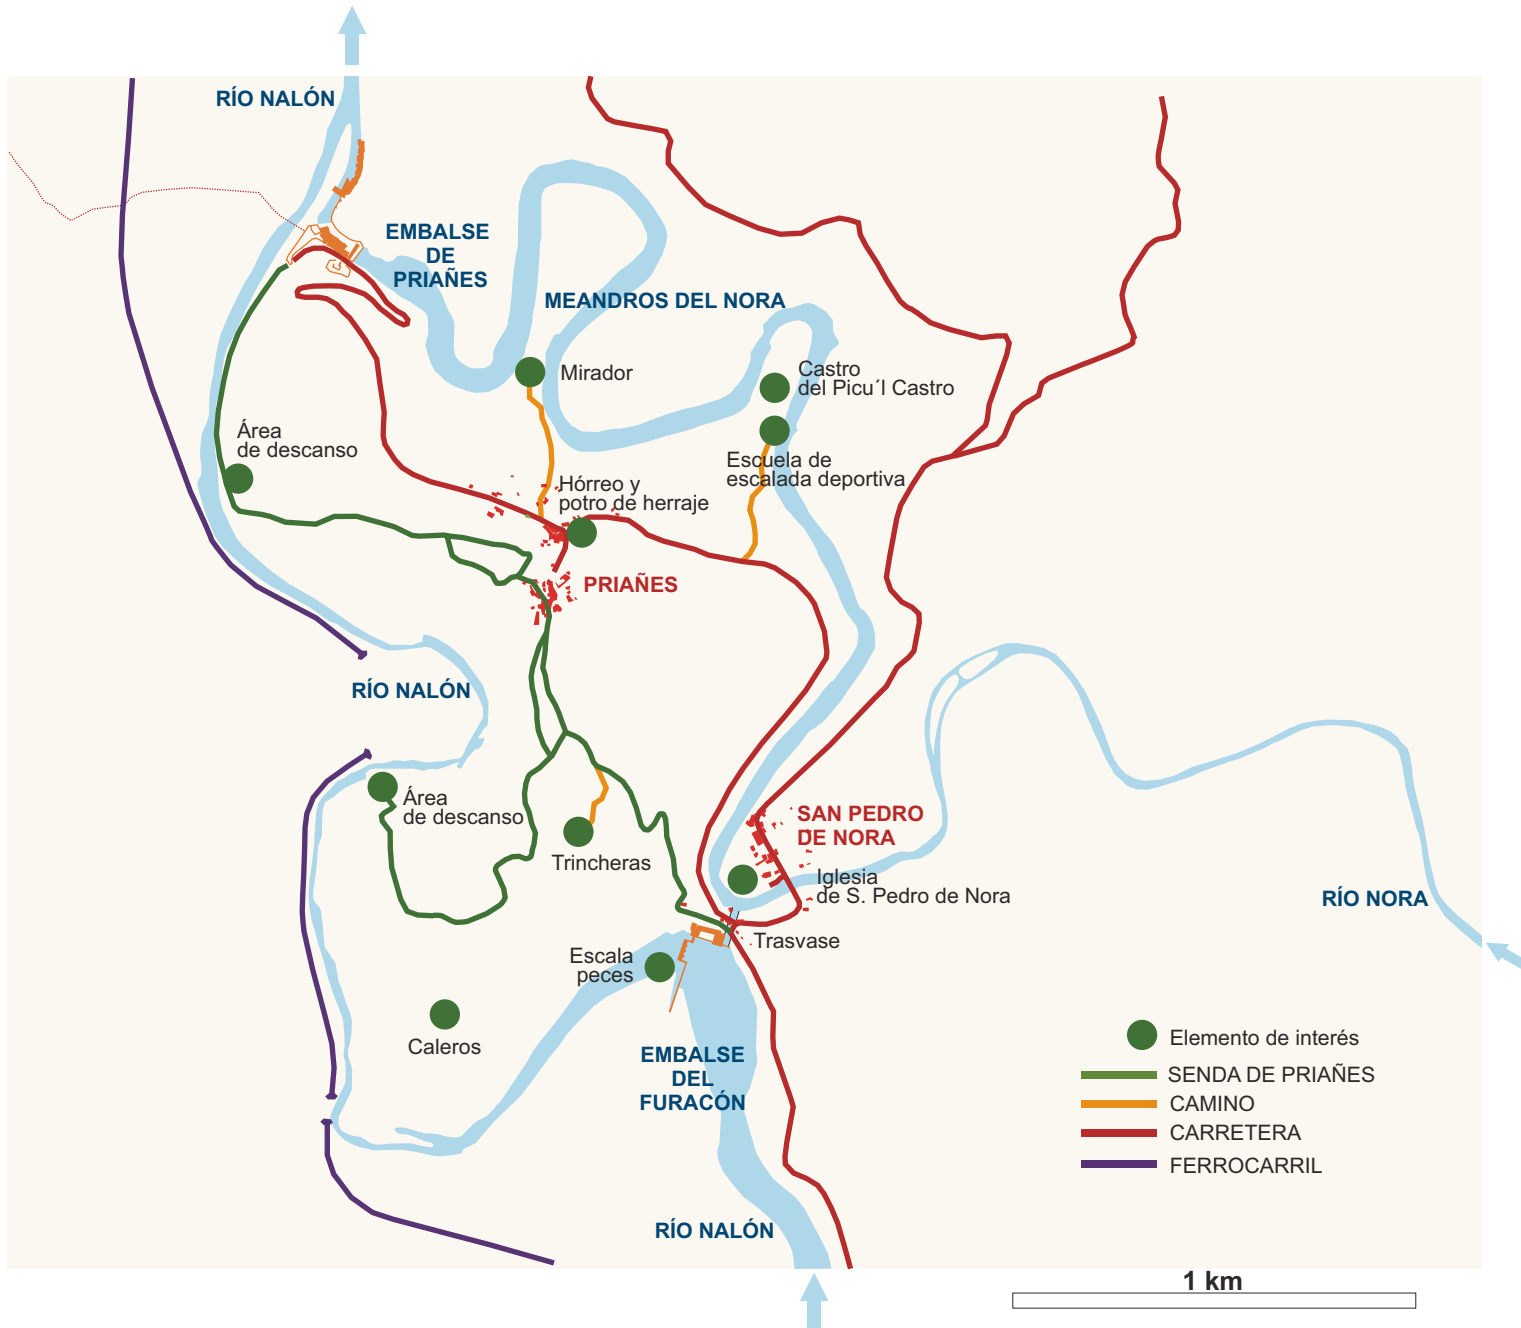 RÍO NALÓN
EMBALSE
DE
PRIAÑES
MEANDROS DEL NORA
Mirador
Castro
del Picu´l Castro
Área
de descanso
Escuela de
escalada deportiva
Hórreo y
potro de herraje
PRIAÑES
RÍO NALÓN
Área
de descanso
Trincheras
SAN PEDRO
DE NORA
Iglesia
de S. Pedro de Nora
RÍO NORA
Trasvase
Escala
peces
Caleros
EMBALSE
DEL
FURACÓN
RÍO NALÓN
Elemento de interés
SENDA DE PRIAÑES
CAMINO
CARRETERA
FERROCARRIL
1 km